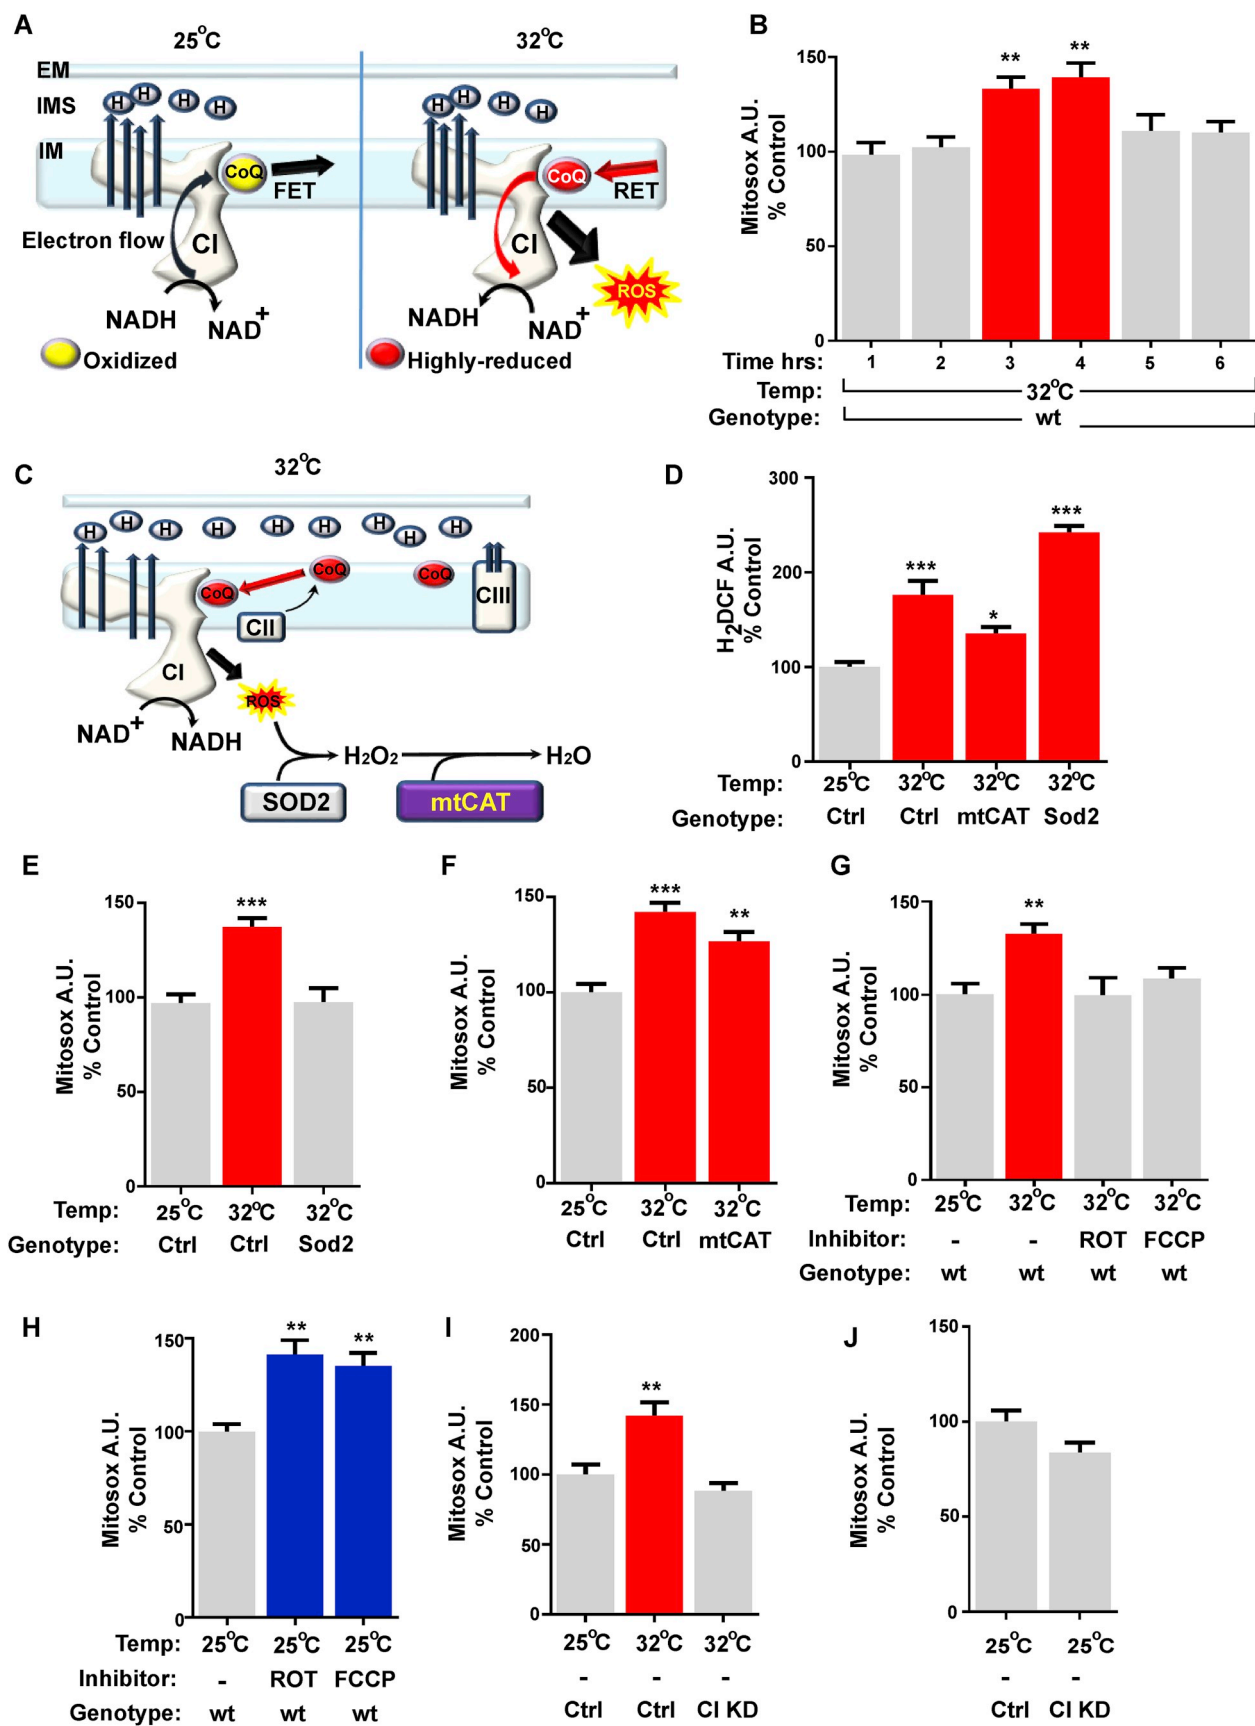 A
25°C
32°C
EM
IMS
H H H H
H H H H
IM
CoQ
FET
CoQ
RET
Electron flow
CI
CI
ROS
NADH
NAD+
NADH
NAD+
Oxidized
Highly-reduced
B
Mitosox A.U.
% Control
150
100
50
0
** **
Time hrs: 1 2 3 4 5 6
Temp: 32°C
Genotype: wt
C
32°C
H H H H H H H H H
CoQ
CoQ
CoQ
CIII
CII
CI
ROS
NAD+
NADH
H2O2
H2O
SOD2
mtCAT
D
H2DCF A.U.
% Control
300
200
100
0
*** * ***
Temp: 25°C 32°C 32°C 32°C
Genotype: Ctrl Ctrl mtCAT Sod2
E
Mitosox A.U.
% Control
150
100
50
0
***
Temp: 25°C 32°C 32°C
Genotype: Ctrl Ctrl Sod2
F
Mitosox A.U.
% Control
150
100
50
0
*** **
25°C 32°C 32°C
Ctrl Ctrl mtCAT
G
Mitosox A.U.
% Control
150
100
50
0
**
Temp: 25°C 32°C 32°C 32°C
Inhibitor: - - ROT FCCP
Genotype: wt wt wt wt
H
Mitosox A.U.
% Control
150
100
50
0
** **
Temp: 25°C 25°C 25°C
Inhibitor: - ROT FCCP
Genotype: wt wt wt
I
Mitosox A.U.
% Control
200
150
100
50
0
**
25°C 32°C 32°C
- - -
Ctrl Ctrl CI KD
J
Mitosox A.U.
% Control
150
100
50
0
25°C 25°C
- -
Ctrl CI KD